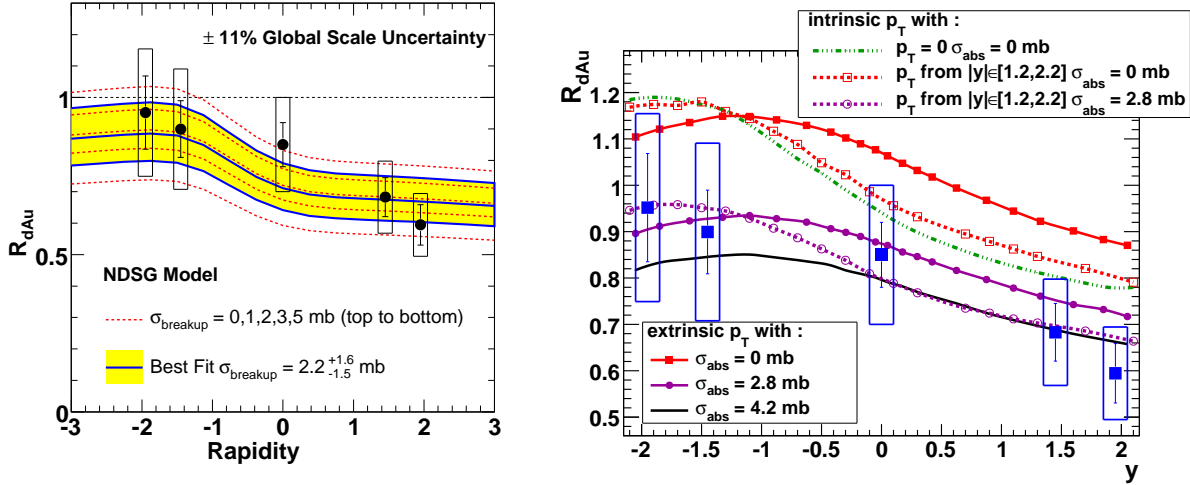 ± 11% Global Scale Uncertainty
1
0.5
0
R_dAu
NDSG Model
σ_breakup = 0,1,2,3,5 mb (top to bottom)
Best Fit σ_breakup = 2.2 +1.6 -1.5 mb
-3 -2 -1 0 1 2 3
Rapidity
intrinsic p_T with :
p_T = 0 σ_abs = 0 mb
p_T from |y|∈[1.2,2.2] σ_abs = 0 mb
p_T from |y|∈[1.2,2.2] σ_abs = 2.8 mb
R_dAu
1.2
1.1
1
0.9
0.8
0.7
0.6
0.5
extrinsic p_T with :
σ_abs = 0 mb
σ_abs = 2.8 mb
σ_abs = 4.2 mb
-2 -1.5 -1 -0.5 0 0.5 1 1.5 2
y